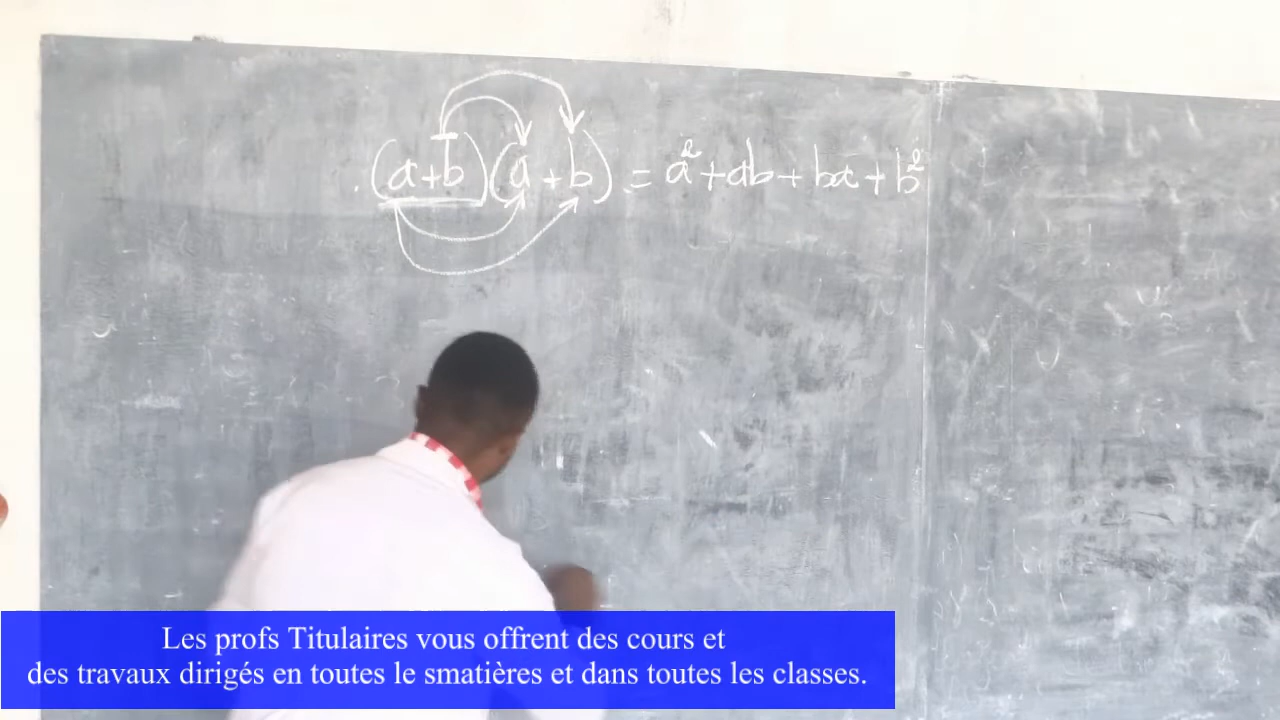 (a+b)(a+b) = a²+ab+ba+b²
Les profs Titulaires vous offrent des cours et
des travaux dirigés en toutes le smatières et dans toutes les classes.